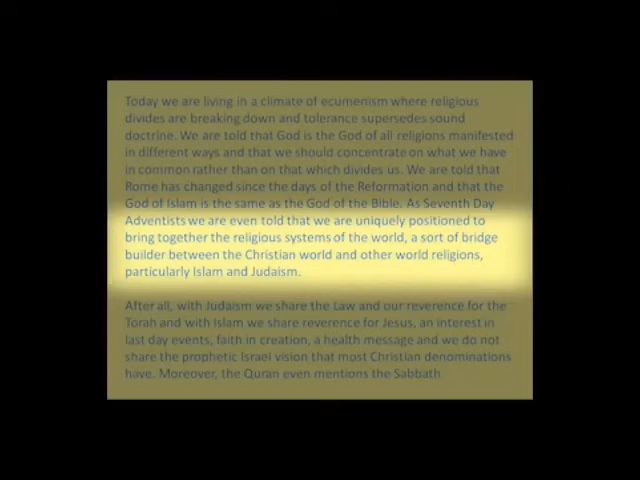 Today we are living in a climate of ecumenism where religious
divides are breaking down and tolerance supersedes sound
doctrine. We are told that God is the God of all religions manifested
in different ways and that we should concentrate on what we have
in common rather than on that which divides us. We are told that
Rome has changed since the days of the Reformation and that the
God of Islam is the same as the God of the Bible. As Seventh Day
Adventists we are even told that we are uniquely positioned to
bring together the religious systems of the world, a sort of bridge
builder between the Christian world and other world religions,
particularly Islam and Judaism.
After all, with Judaism we share the Law and our reverence for the
Torah and with Islam we share reverence for Jesus, an interest in
last day events, faith in creation, a health message and we do not
share the prophetic Israel vision that most Christian denominations
have. Moreover, the Quran even mentions the Sabbath